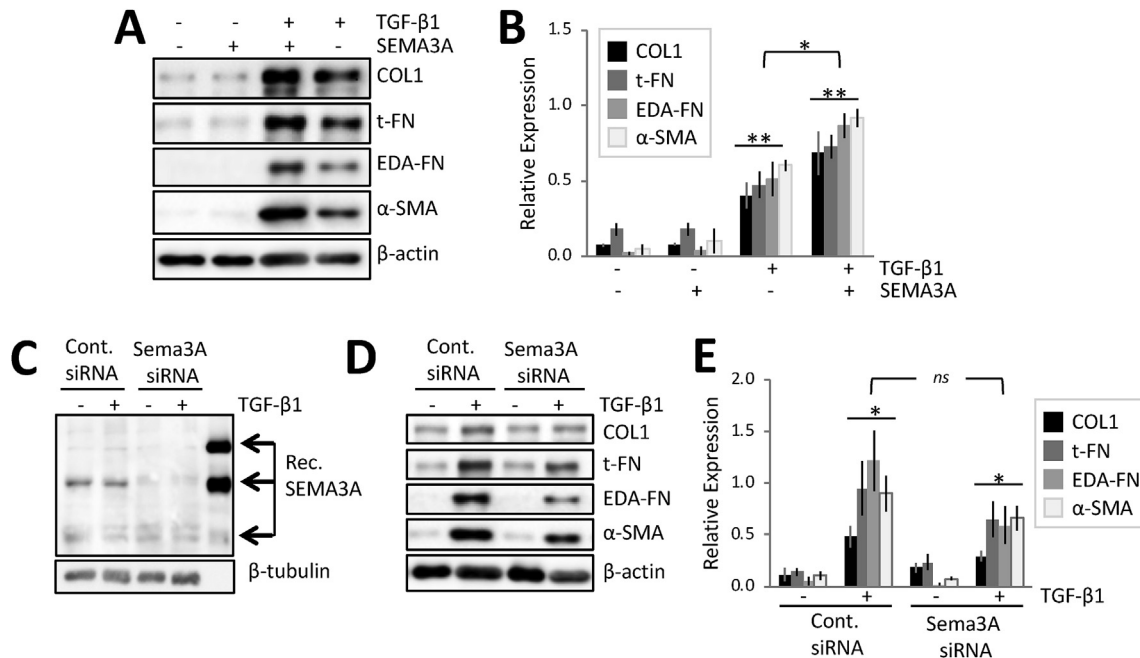 A
- - + + TGF-β1
- + + - SEMA3A
COL1
t-FN
EDA-FN
α-SMA
β-actin
B
Relative Expression
1.5
1.0
0.5
0.0
COL1
t-FN
EDA-FN
α-SMA
**
*
**
- - + + TGF-β1
- + - + SEMA3A
C
Cont. Sema3A
siRNA siRNA
- + - + TGF-β1
Rec.
SEMA3A
β-tubulin
D
Cont. Sema3A
siRNA siRNA
- + - + TGF-β1
COL1
t-FN
EDA-FN
α-SMA
β-actin
E
Relative Expression
2.0
1.5
1.0
0.5
0.0
*
ns
*
COL1
t-FN
EDA-FN
α-SMA
- + - + TGF-β1
Cont. Sema3A
siRNA siRNA